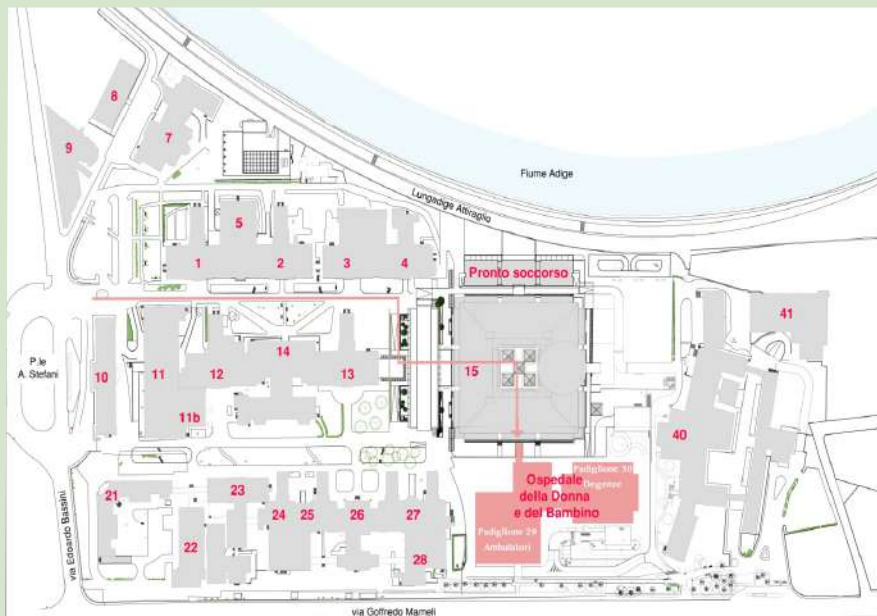 8
9
7
Fiume Adige
Lungadige Attiraglio
5
1
2
3
4
Pronto soccorso
41
P.le
A. Stefani
10
11
12
14
13
15
11b
40
21
23
24
25
26
27
22
28
Ospedale
della Donna
e del Bambino
Padiglione 30
Degenze
Padiglione 29
Ambulatori
via Edoardo Bassini
via Goffredo Mameli